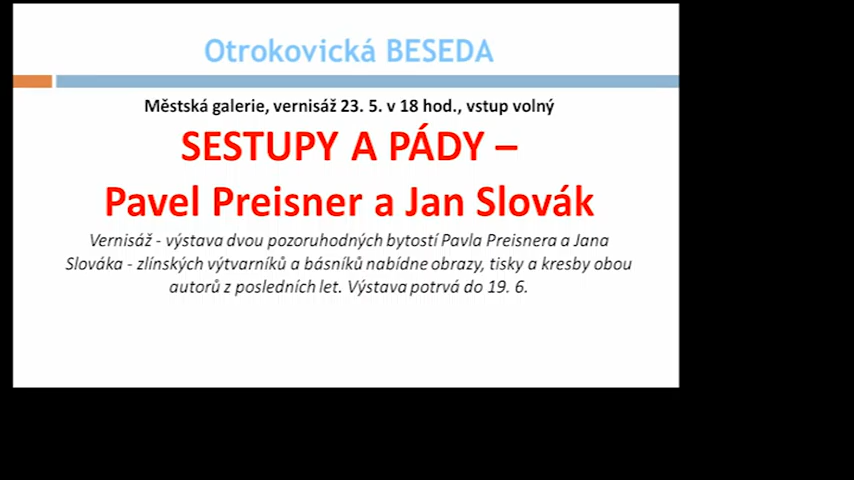 Otrokovická BESEDA
Městská galerie, vernisáž 23. 5. v 18 hod., vstup volný
SESTUPY A PÁDY –
Pavel Preisner a Jan Slovák
Vernisáž - výstava dvou pozoruhodných bytostí Pavla Preisnera a Jana
Slováka - zlínských výtvarníků a básníků nabídne obrazy, tisky a kresby obou
autorů z posledních let. Výstava potrvá do 19. 6.